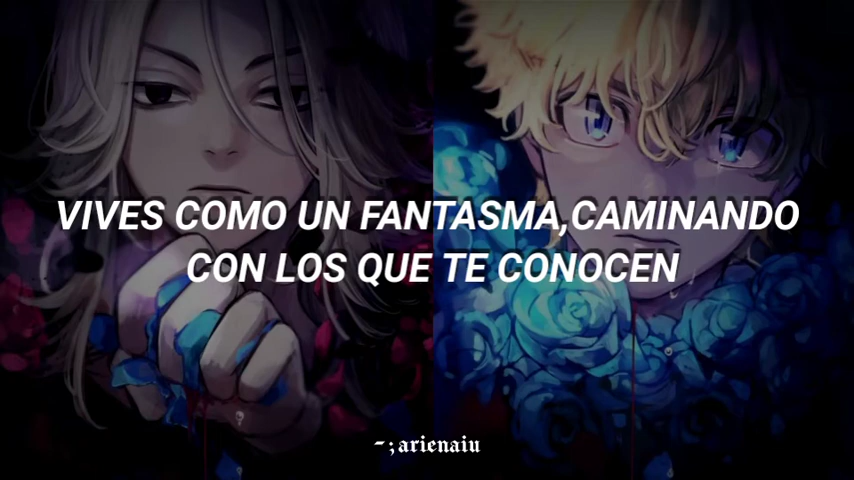 VIVES COMO UN FANTASMA,CAMINANDO
CON LOS QUE TE CONOCEN
~;arienaiu